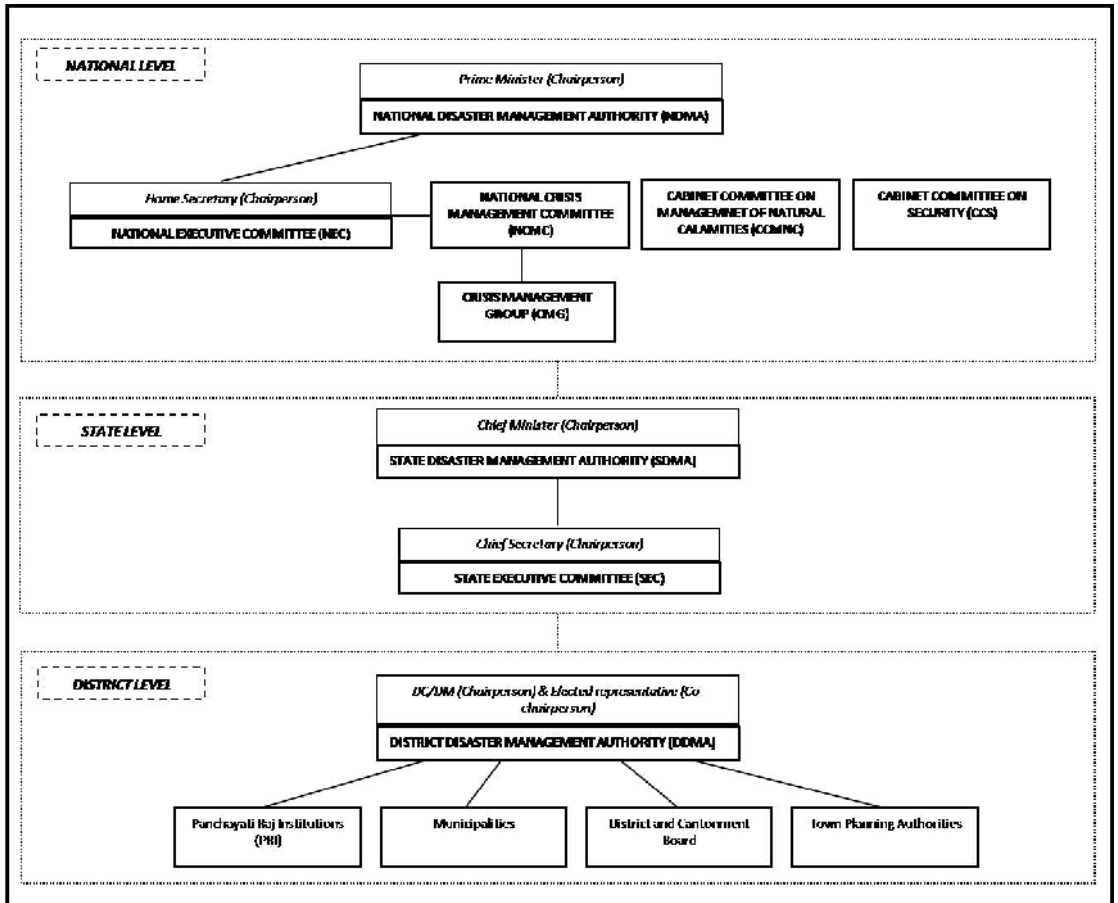 NATIONAL LEVEL
Prime Minister (Chairperson)
NATIONAL DISASTER MANAGEMENT AUTHORITY (NDMA)
Home Secretary (Chairperson)
NATIONAL EXECUTIVE COMMITTEE (NEC)
NATIONAL CRISIS
MANAGEMENT COMMITTEE
(NCMC)
CABINET COMMITTEE ON
MANAGEMNET OF NATURAL
CALAMITIES (CCMNC)
CABINET COMMITTEE ON
SECURITY (CCS)
CRISIS MANAGEMENT
GROUP (CMG)
STATE LEVEL
Chief Minister (Chairperson)
STATE DISASTER MANAGEMENT AUTHORITY (SDMA)
Chief Secretary (Chairperson)
STATE EXECUTIVE COMMITTEE (SEC)
DISTRICT LEVEL
DC/DM (Chairperson) & Elected representative (Co
chairperson)
DISTRICT DISASTER MANAGEMENT AUTHORITY (DDMA)
Panchayati Raj Institutions
(PRI)
Municipalities
District and Cantonment
Board
Town Planning Authorities